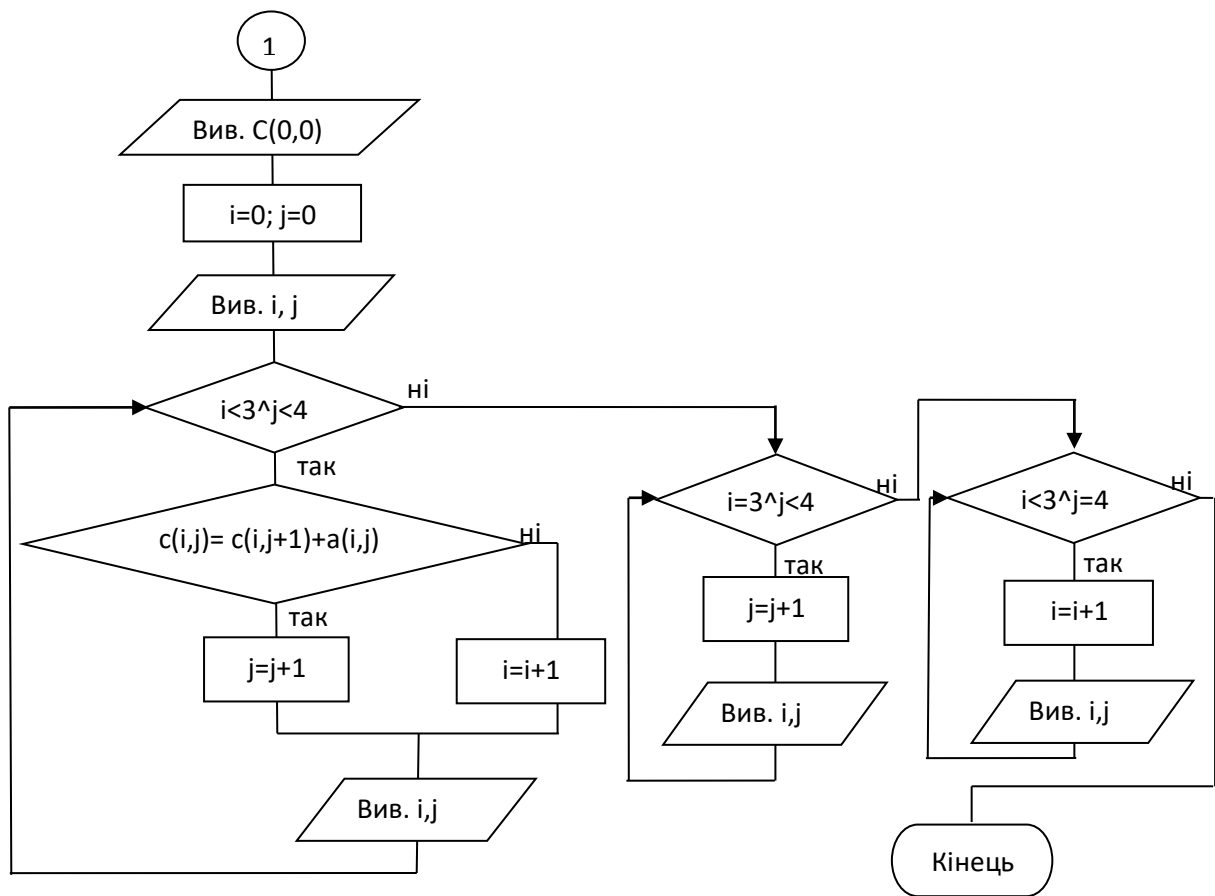 1
Вив. C(0,0)
i=0; j=0
Вив. i, j
i<3^j<4
ні
так
c(i,j)= c(i,j+1)+a(i,j)
ні
так
j=j+1
i=i+1
Вив. i,j
i=3^j<4
ні
так
j=j+1
Вив. i,j
i<3^j=4
ні
так
i=i+1
Вив. i,j
Кінець